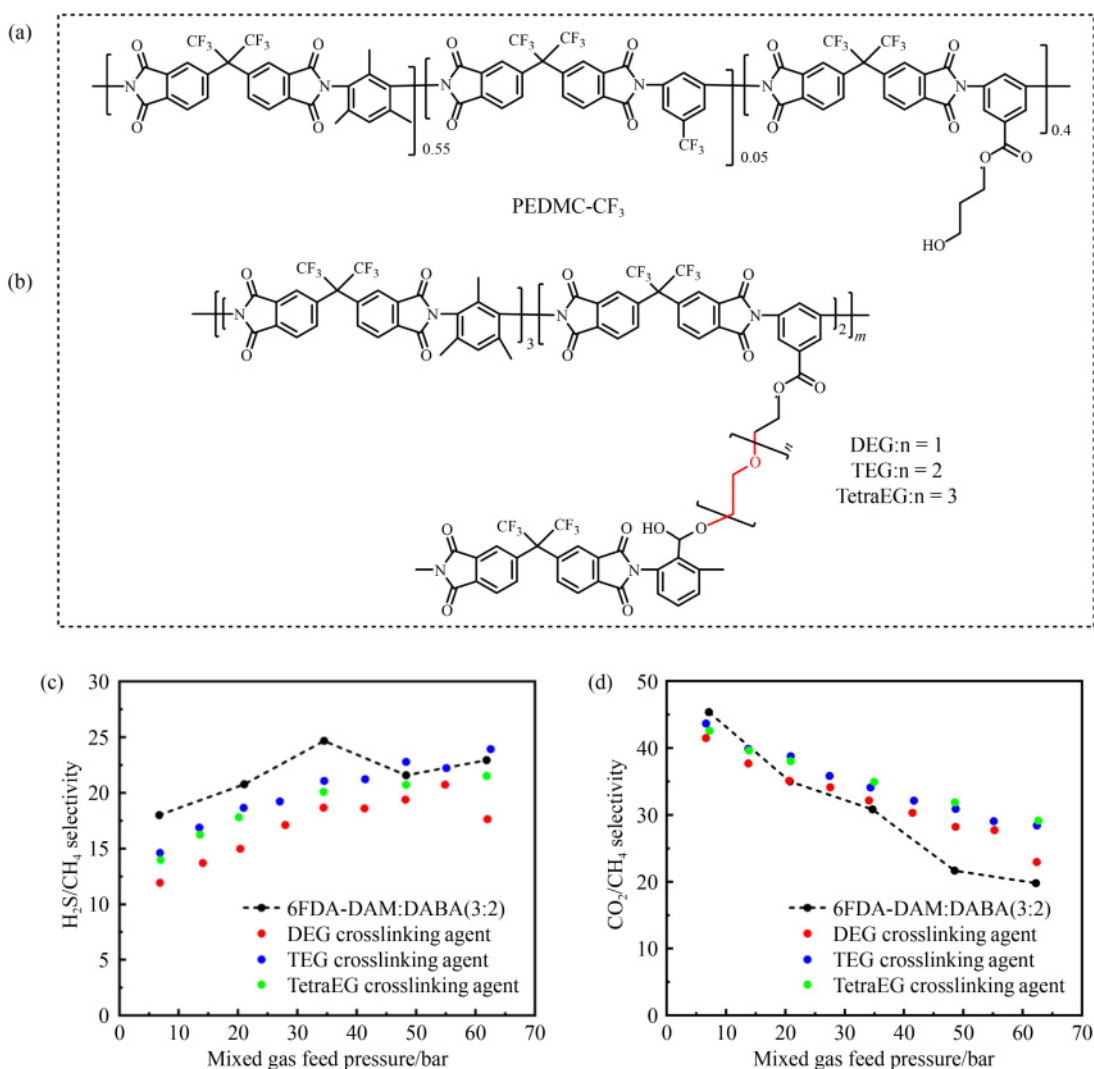 (a)
CF3 CF3 CF3 CF3 CF3 CF3
O O O O O O
N N N N N N
O O O O O O
0.55
CF3
0.05
O O
0.4
PEDMC-CF3
HO
(b)
CF3 CF3 CF3 CF3
O O O O
N N N N
O O O O
3
2
m
O O
n
O
DEG:n = 1
TEG:n = 2
TetraEG:n = 3
CF3 CF3
HO O
O O
N N
O O
(c)
H2S/CH4 selectivity
30
25
20
15
10
5
0
6FDA-DAM:DABA(3:2)
DEG crosslinking agent
TEG crosslinking agent
TetraEG crosslinking agent
0 10 20 30 40 50 60 70
Mixed gas feed pressure/bar
(d)
CO2/CH4 selectivity
50
40
30
20
10
0
6FDA-DAM:DABA(3:2)
DEG crosslinking agent
TEG crosslinking agent
TetraEG crosslinking agent
0 10 20 30 40 50 60 70
Mixed gas feed pressure/bar